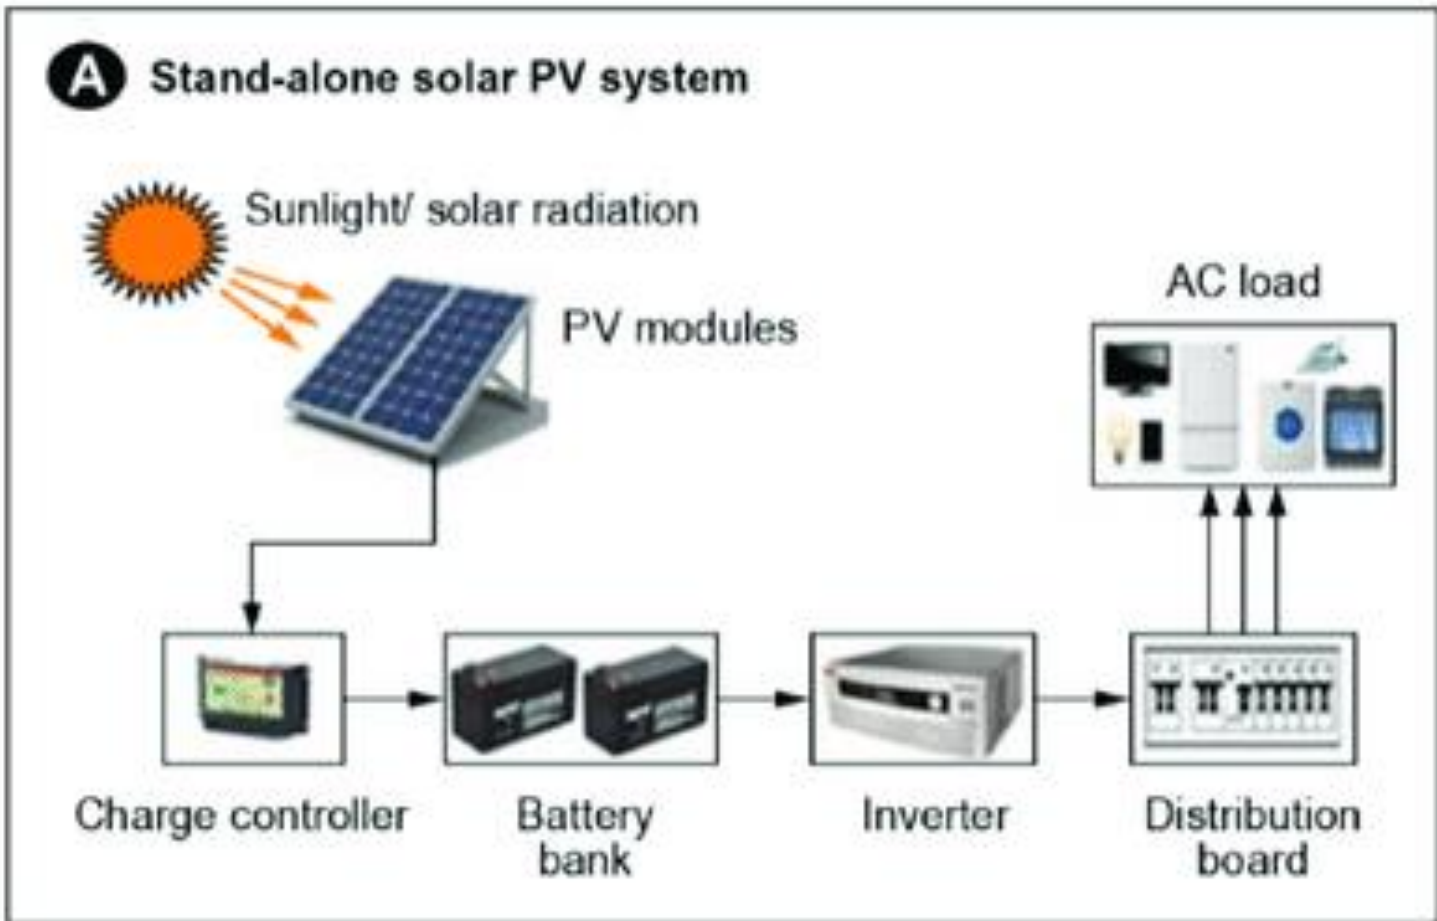 A Stand-alone solar PV system
Sunlight/ solar radiation
PV modules
AC load
Charge controller
Battery
bank
Inverter
Distribution
board